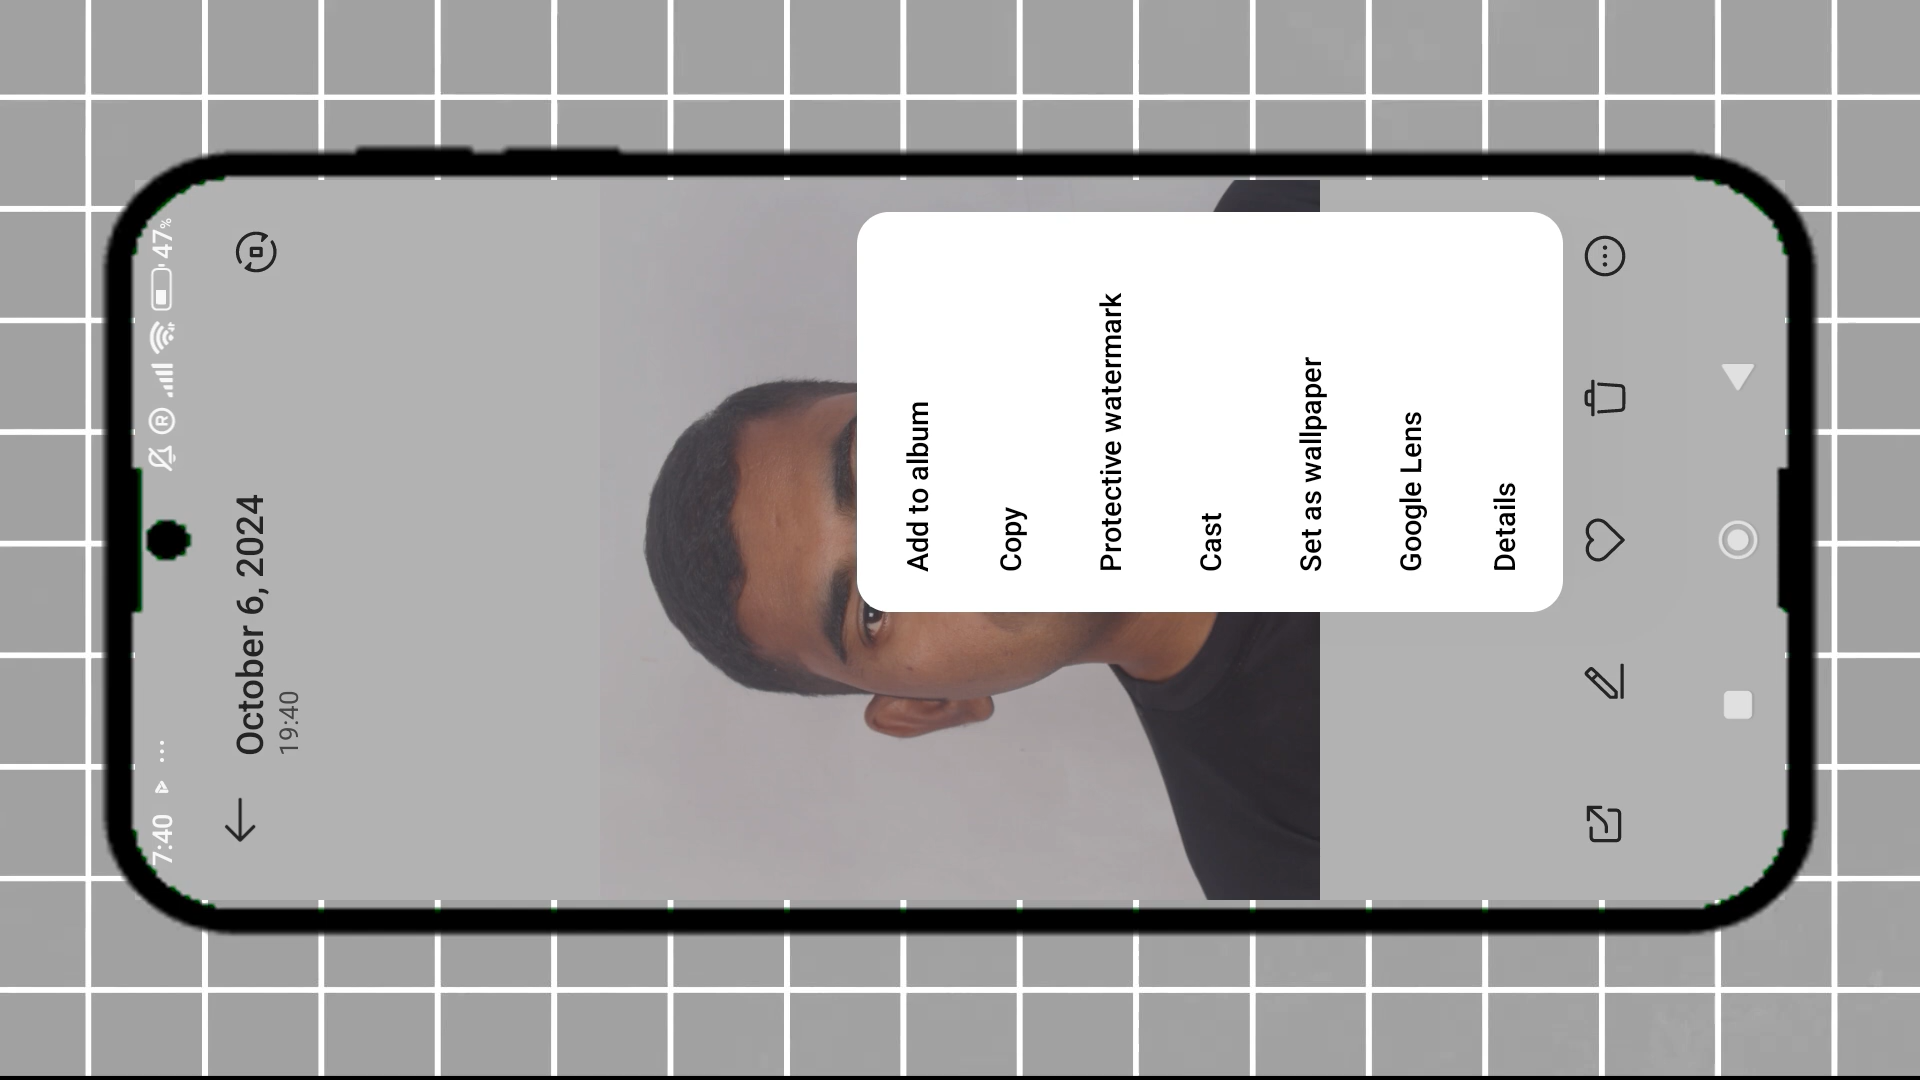 7:40 ... 47%
October 6, 2024
19:40
Add to album
Copy
Protective watermark
Cast
Set as wallpaper
Google Lens
Details